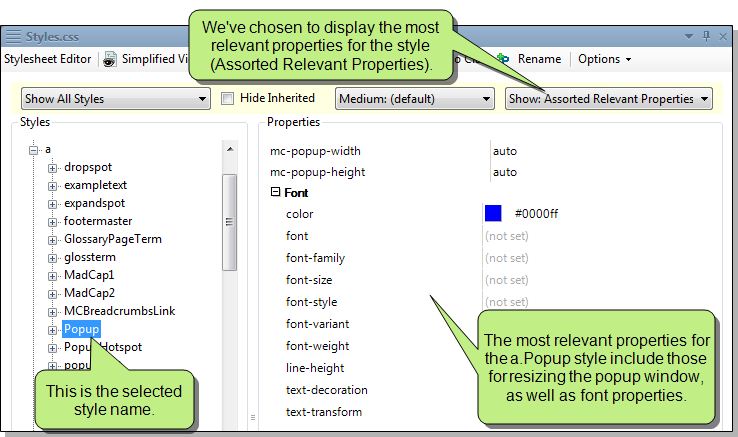 We've chosen to display the most
relevant properties for the style
(Assorted Relevant Properties).
Styles.css
Stylesheet Editor
Simplified
Rename
Options
Show All Styles
Hide Inherited
Medium: (default)
Show: Assorted Relevant Properties
Styles
a
dropspot
exampletext
expandspot
footermaster
GlossaryPageTerm
glossterm
MadCap1
MadCap2
MCBreadcrumbsLink
Popup
This is the selected
style name.
Properties
mc-popup-width auto
mc-popup-height auto
Font
color #0000ff
font (not set)
font-family (not set)
font-size (not set)
font-style (not set)
font-variant
font-weight
line-height
text-decoration
text-transform
The most relevant properties for
the a.Popup style include those
for resizing the popup window,
as well as font properties.